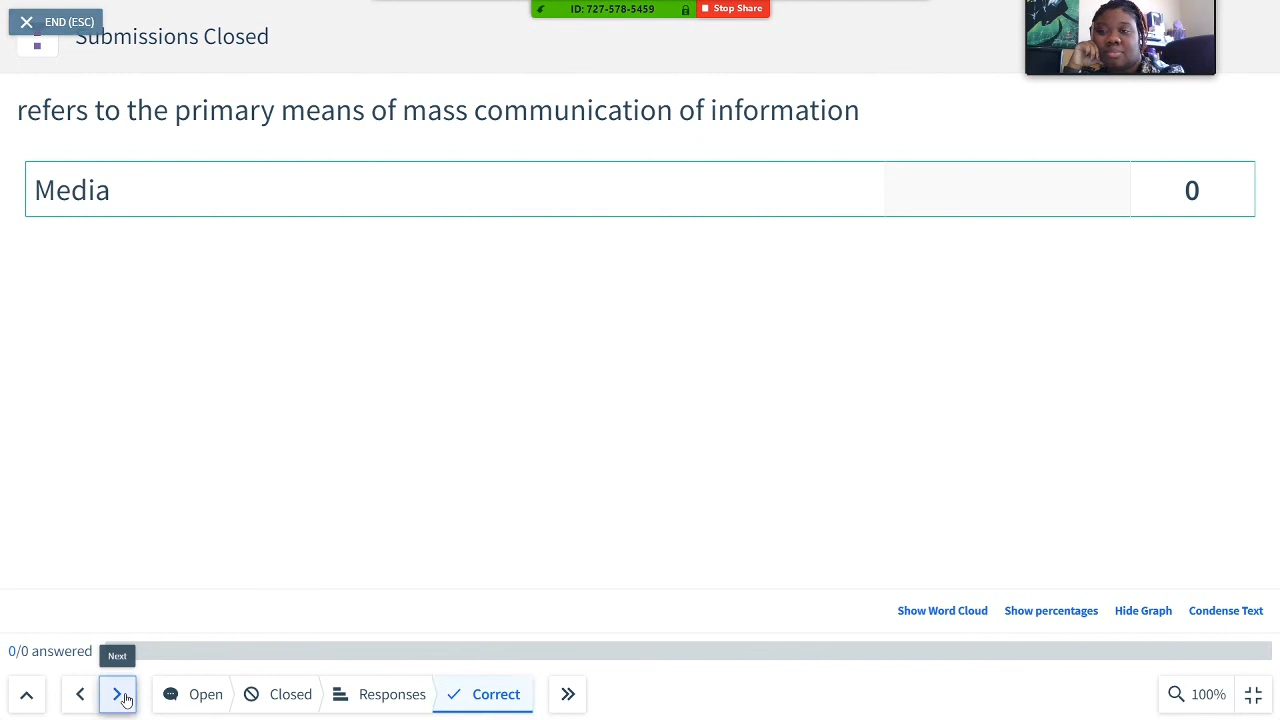 END (ESC)
ID: 727-578-5459
Stop Share
Submissions Closed
refers to the primary means of mass communication of information
Media 0
Show Word Cloud Show percentages Hide Graph Condense Text
0/0 answered
Next
Open Closed Responses Correct 100%